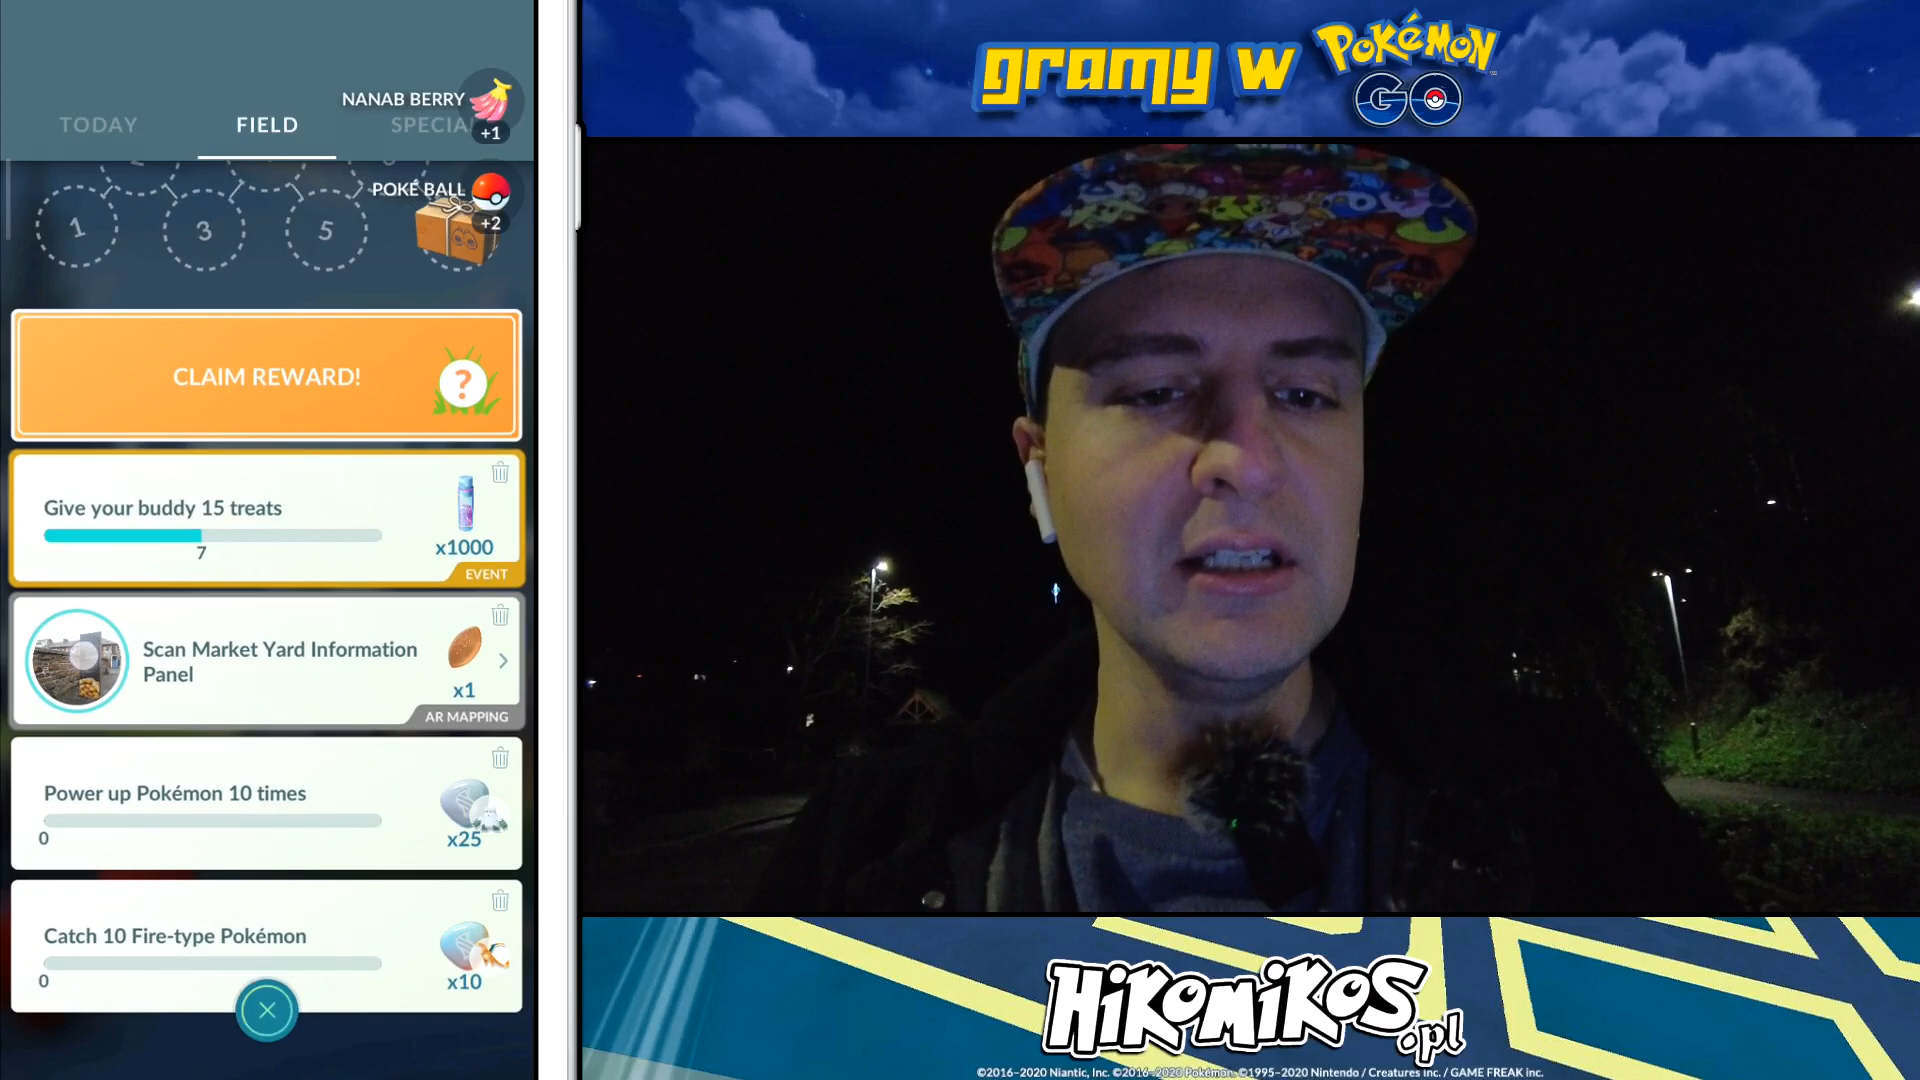 NANAB BERRY
+1
TODAY
FIELD
SPECIA
POKÉ BALL
+2
1
3
5
CLAIM REWARD!
?
Give your buddy 15 treats
7
x1000
EVENT
Scan Market Yard Information
Panel
x1
AR MAPPING
Power up Pokémon 10 times
0
x25
Catch 10 Fire-type Pokémon
0
x10
gramy w POKéMON
GO
HiKOMiKOS
.pl
©2016–2020 Niantic, Inc. ©2016–2020 Pokémon. ©1995–2020 Nintendo / Creatures Inc. / GAME FREAK inc.